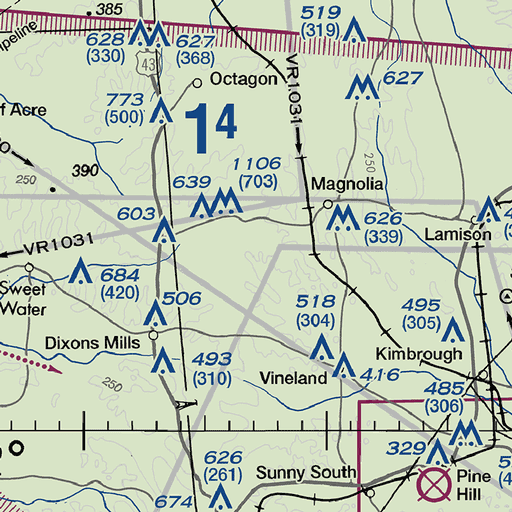 385
519
(319)
628
(330)
627
(368)
ipeline
43
Octagon
VR1031
627
773
(500)
f Acre
14
250
390
250
1106
(703)
639
Magnolia
603
626
(339)
Lamison
VR1031
684
(420)
Sweet
Water
506
518
(304)
495
(305)
Dixons Mills
493
(310)
Kimbrough
Vineland
416
250
485
(306)
626
(261)
329
Sunny South
674
Pine
Hill